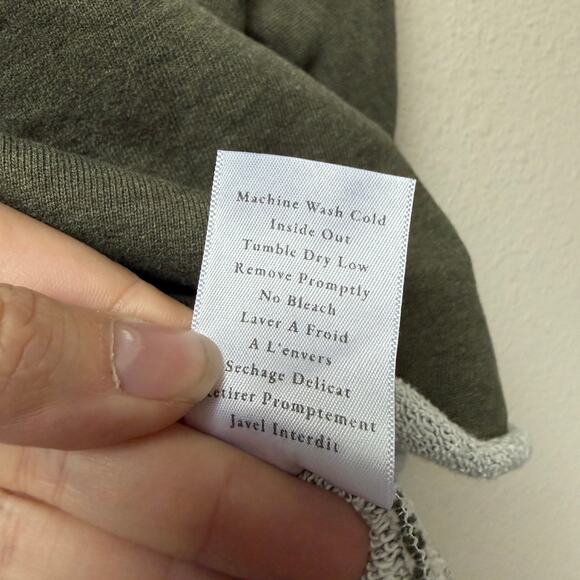 Machine Wash Cold
Inside Out
Tumble Dry Low
Remove Promptly
No Bleach
Laver A Froid
A L'envers
Sechage Delicat
Retirer Promptement
Javel Interdit